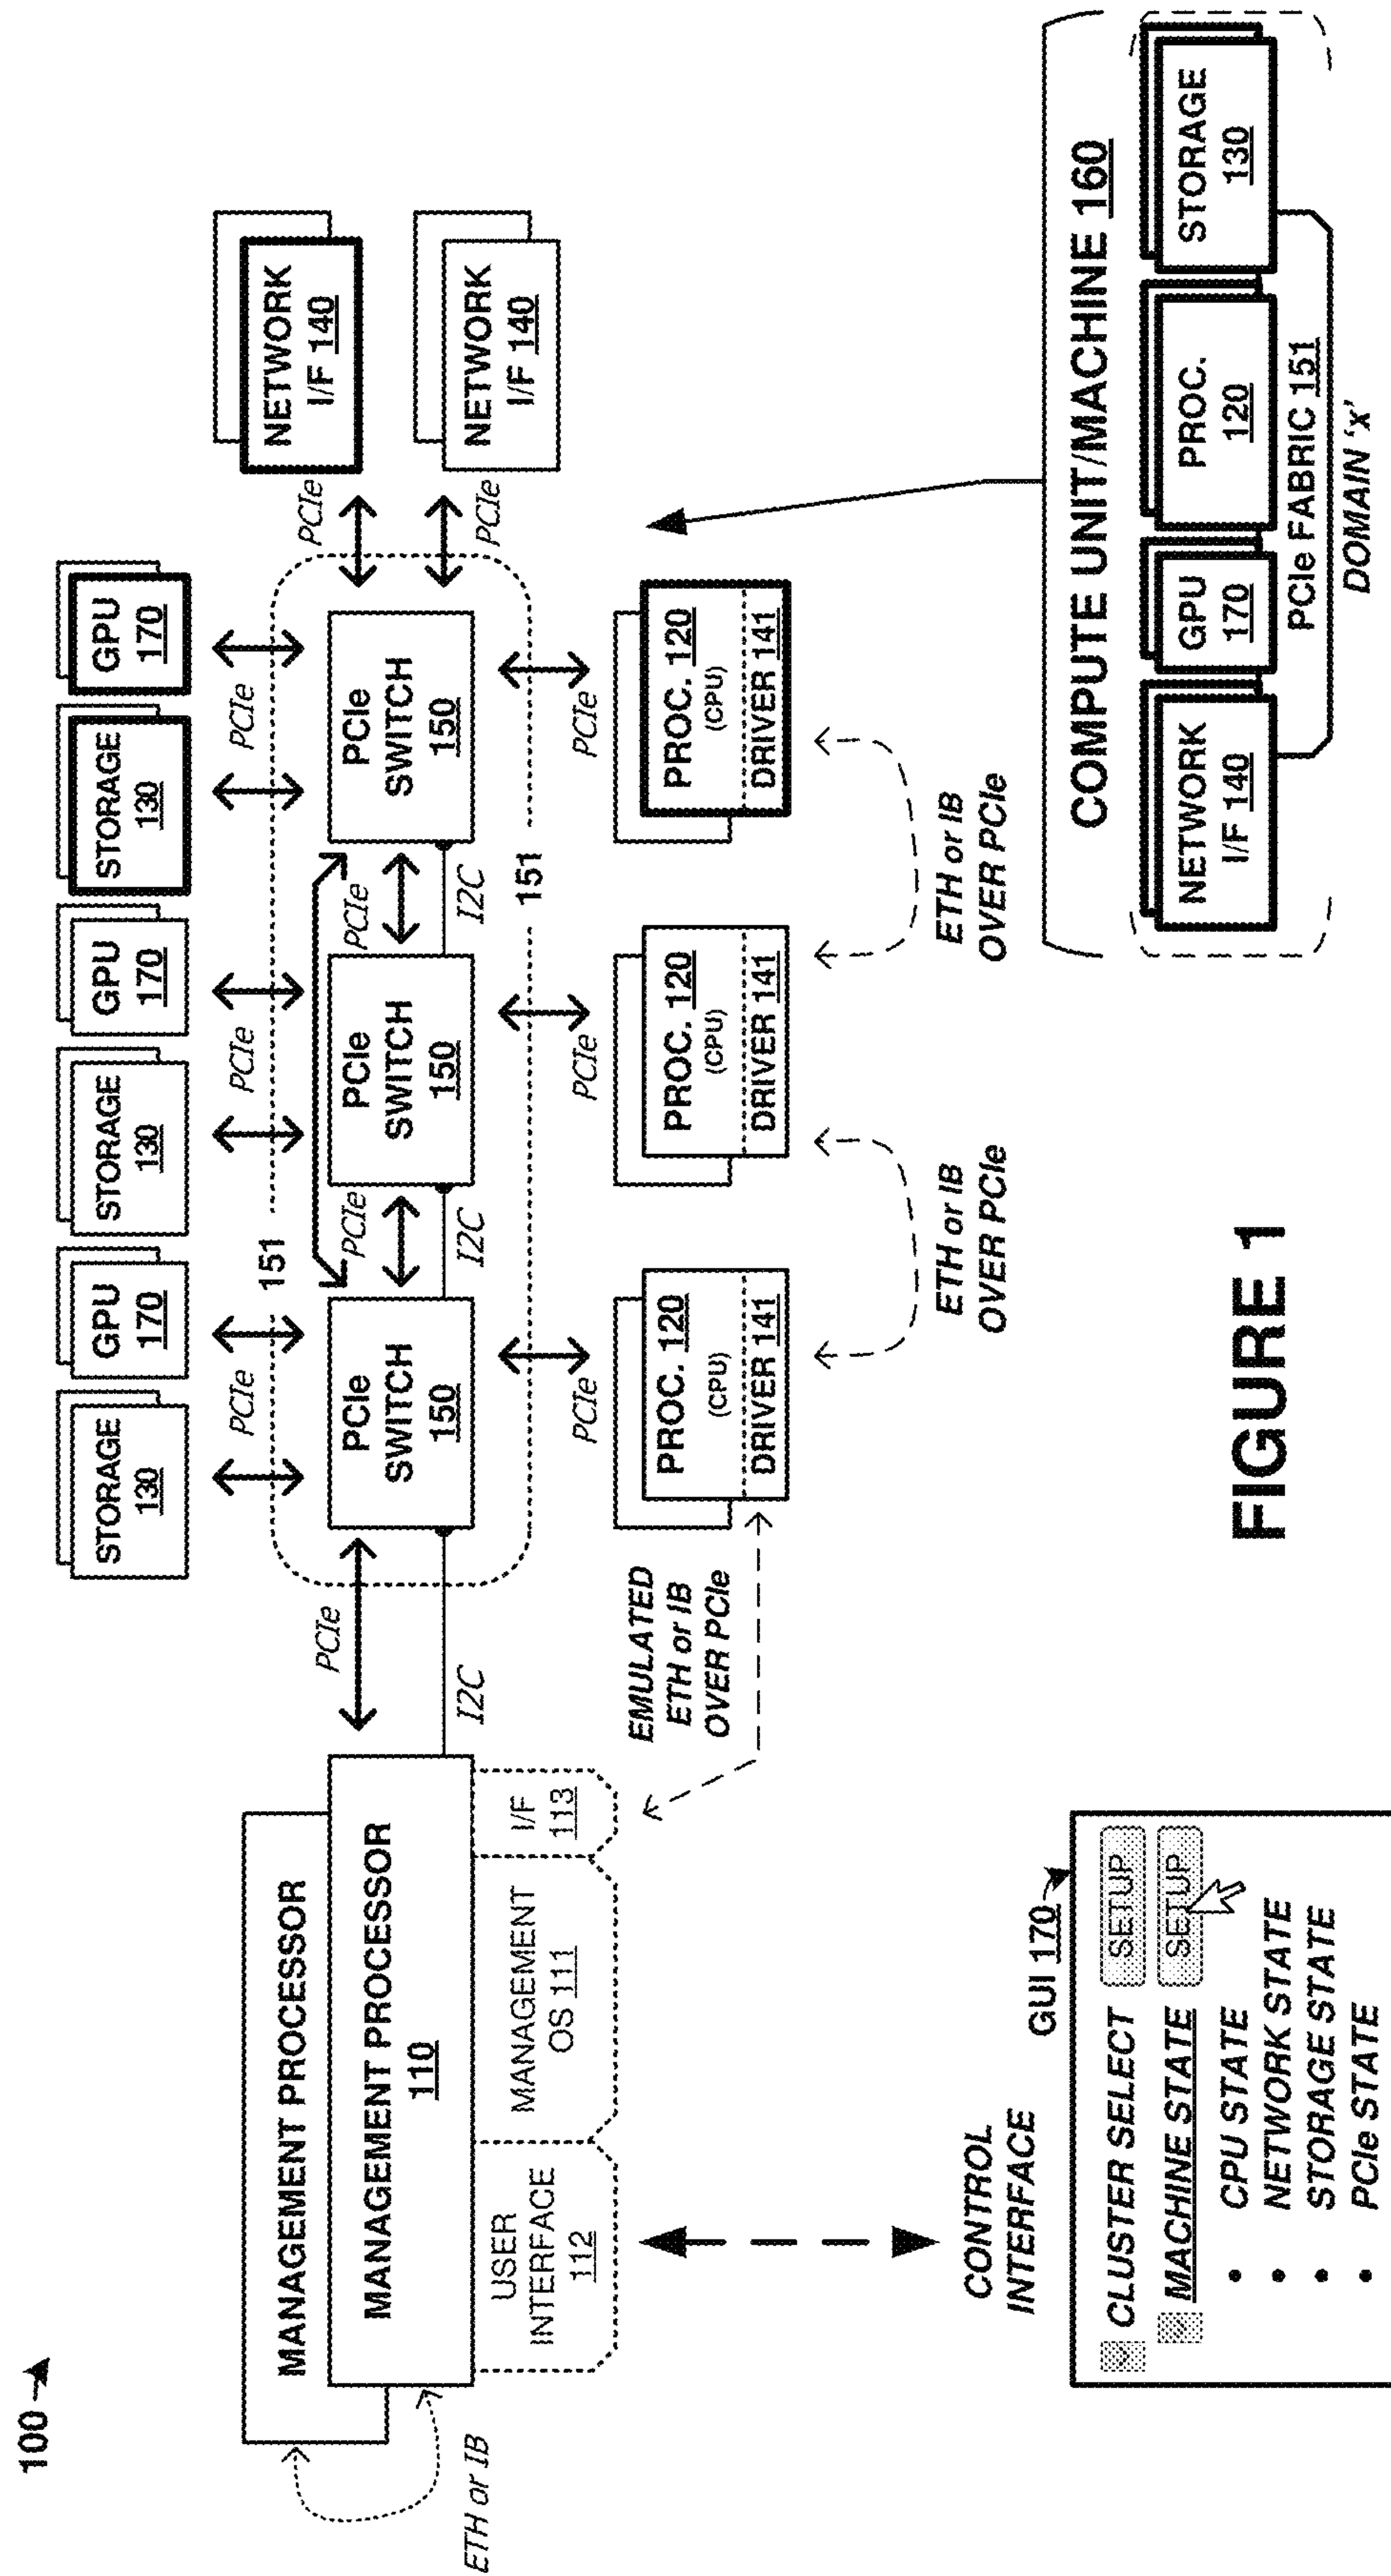 100
STORAGE
130
GPU
170
STORAGE
130
GPU
170
STORAGE
130
GPU
170
PCIe
PCIe
PCIe
151
MANAGEMENT PROCESSOR
MANAGEMENT PROCESSOR
110
USER
INTERFACE
112
MANAGEMENT
OS 111
I/F
113
ETH or IB
PCIe
I2C
PCIe
SWITCH
150
PCIe
I2C
PCIe
SWITCH
150
PCIe
I2C
PCIe
SWITCH
150
PCIe
NETWORK
I/F 140
PCIe
NETWORK
I/F 140
151
PCIe
PCIe
PCIe
PROC. 120
(CPU)
DRIVER 141
PROC. 120
(CPU)
DRIVER 141
PROC. 120
(CPU)
DRIVER 141
EMULATED
ETH or IB
OVER PCIe
ETH or IB
OVER PCIe
ETH or IB
OVER PCIe
CONTROL
INTERFACE
GUI 170
CLUSTER SELECT SETUP
MACHINE STATE SETUP
• CPU STATE
• NETWORK STATE
• STORAGE STATE
• PCIe STATE
COMPUTE UNIT/MACHINE 160
NETWORK
I/F 140
GPU
170
PROC.
120
STORAGE
130
PCIe FABRIC 151
DOMAIN 'x'
FIGURE 1